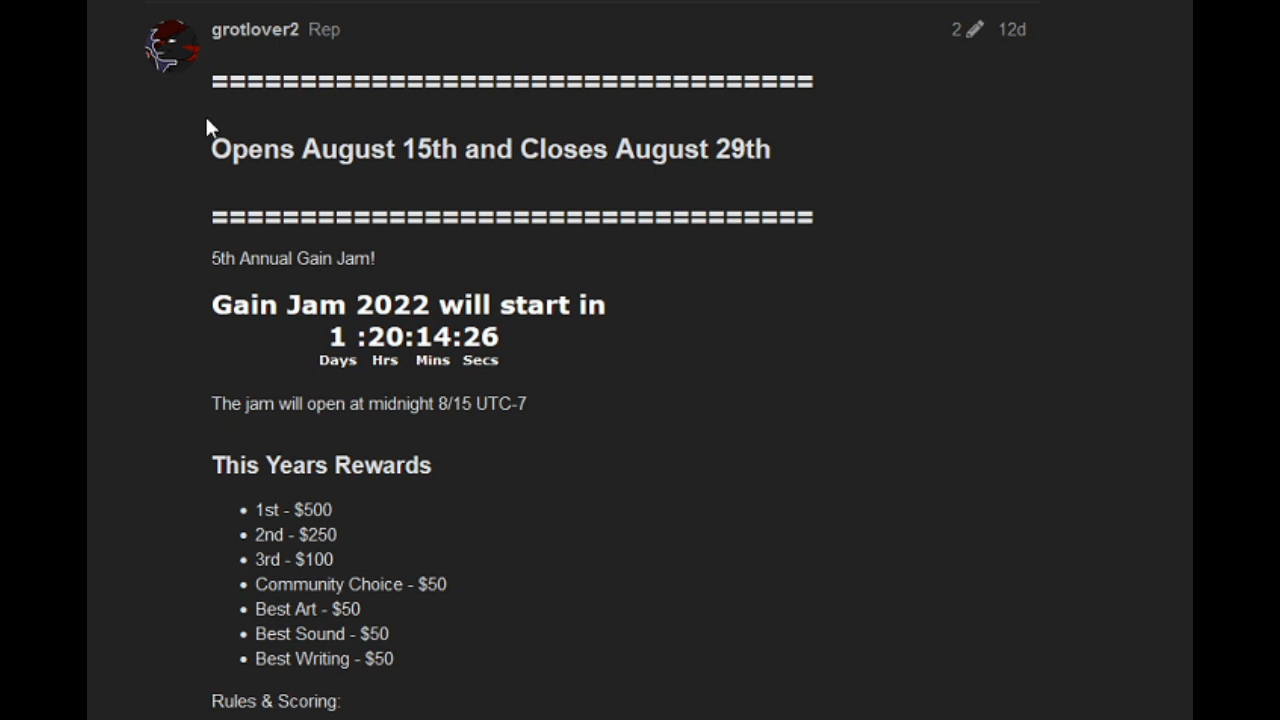 grotlover2 Rep 2 12d
==================================
Opens August 15th and Closes August 29th
==================================
5th Annual Gain Jam!
Gain Jam 2022 will start in
1 :20:14:26
Days Hrs Mins Secs
The jam will open at midnight 8/15 UTC-7
This Years Rewards
• 1st - $500
• 2nd - $250
• 3rd - $100
• Community Choice - $50
• Best Art - $50
• Best Sound - $50
• Best Writing - $50
Rules & Scoring: